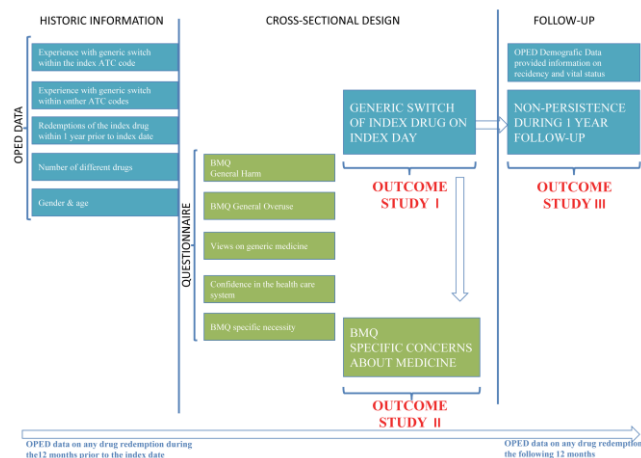 HISTORIC INFORMATION
CROSS-SECTIONAL DESIGN
FOLLOW-UP
OPED DATA
Experience with generic switch
within the index ATC code
Experience with generic switch
within onther ATC codes
Redemptions of the index drug
within 1 year prior to index date
Number of different drugs
Gender & age
QUESTIONNAIRE
BMQ
General Harm
BMQ General Overuse
Views on generic medicine
Confidence in the health care
system
BMQ specific necessity
GENERIC SWITCH
OF INDEX DRUG ON
INDEX DAY
OUTCOME
STUDY I
BMQ
SPECIFIC CONCERNS
ABOUT MEDICINE
OUTCOME
STUDY II
OPED Demografic Data
provided information on
recidency and vital status
NON-PERSISTENCE
DURING 1 YEAR
FOLLOW-UP
OUTCOME
STUDY III
OPED data on any drug redemption during
the12 months prior to the index date
OPED data on any drug redemption
the following 12 months